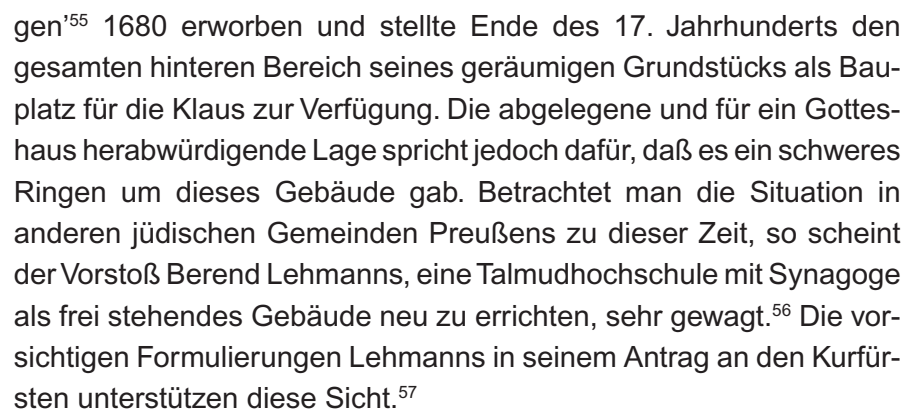 gen’⁵⁵ 1680 erworben und stellte Ende des 17. Jahrhunderts den
gesamten hinteren Bereich seines geräumigen Grundstücks als Bau-
platz für die Klaus zur Verfügung. Die abgelegene und für ein Gottes-
haus herabwürdigende Lage spricht jedoch dafür, daß es ein schweres
Ringen um dieses Gebäude gab. Betrachtet man die Situation in
anderen jüdischen Gemeinden Preußens zu dieser Zeit, so scheint
der Vorstoß Berend Lehmanns, eine Talmudhochschule mit Synagoge
als frei stehendes Gebäude neu zu errichten, sehr gewagt.⁵⁶ Die vor-
sichtigen Formulierungen Lehmanns in seinem Antrag an den Kurfür-
sten unterstützen diese Sicht.⁵⁷